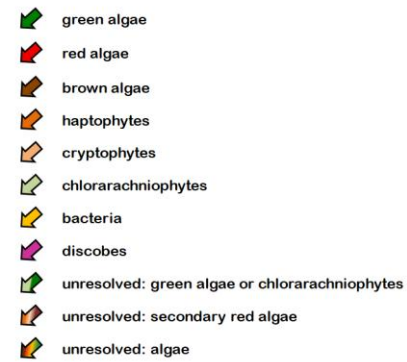 green algae
red algae
brown algae
haptophytes
cryptophytes
chlorarachniophytes
bacteria
discobes
unresolved: green algae or chlorarachniophytes
unresolved: secondary red algae
unresolved: algae